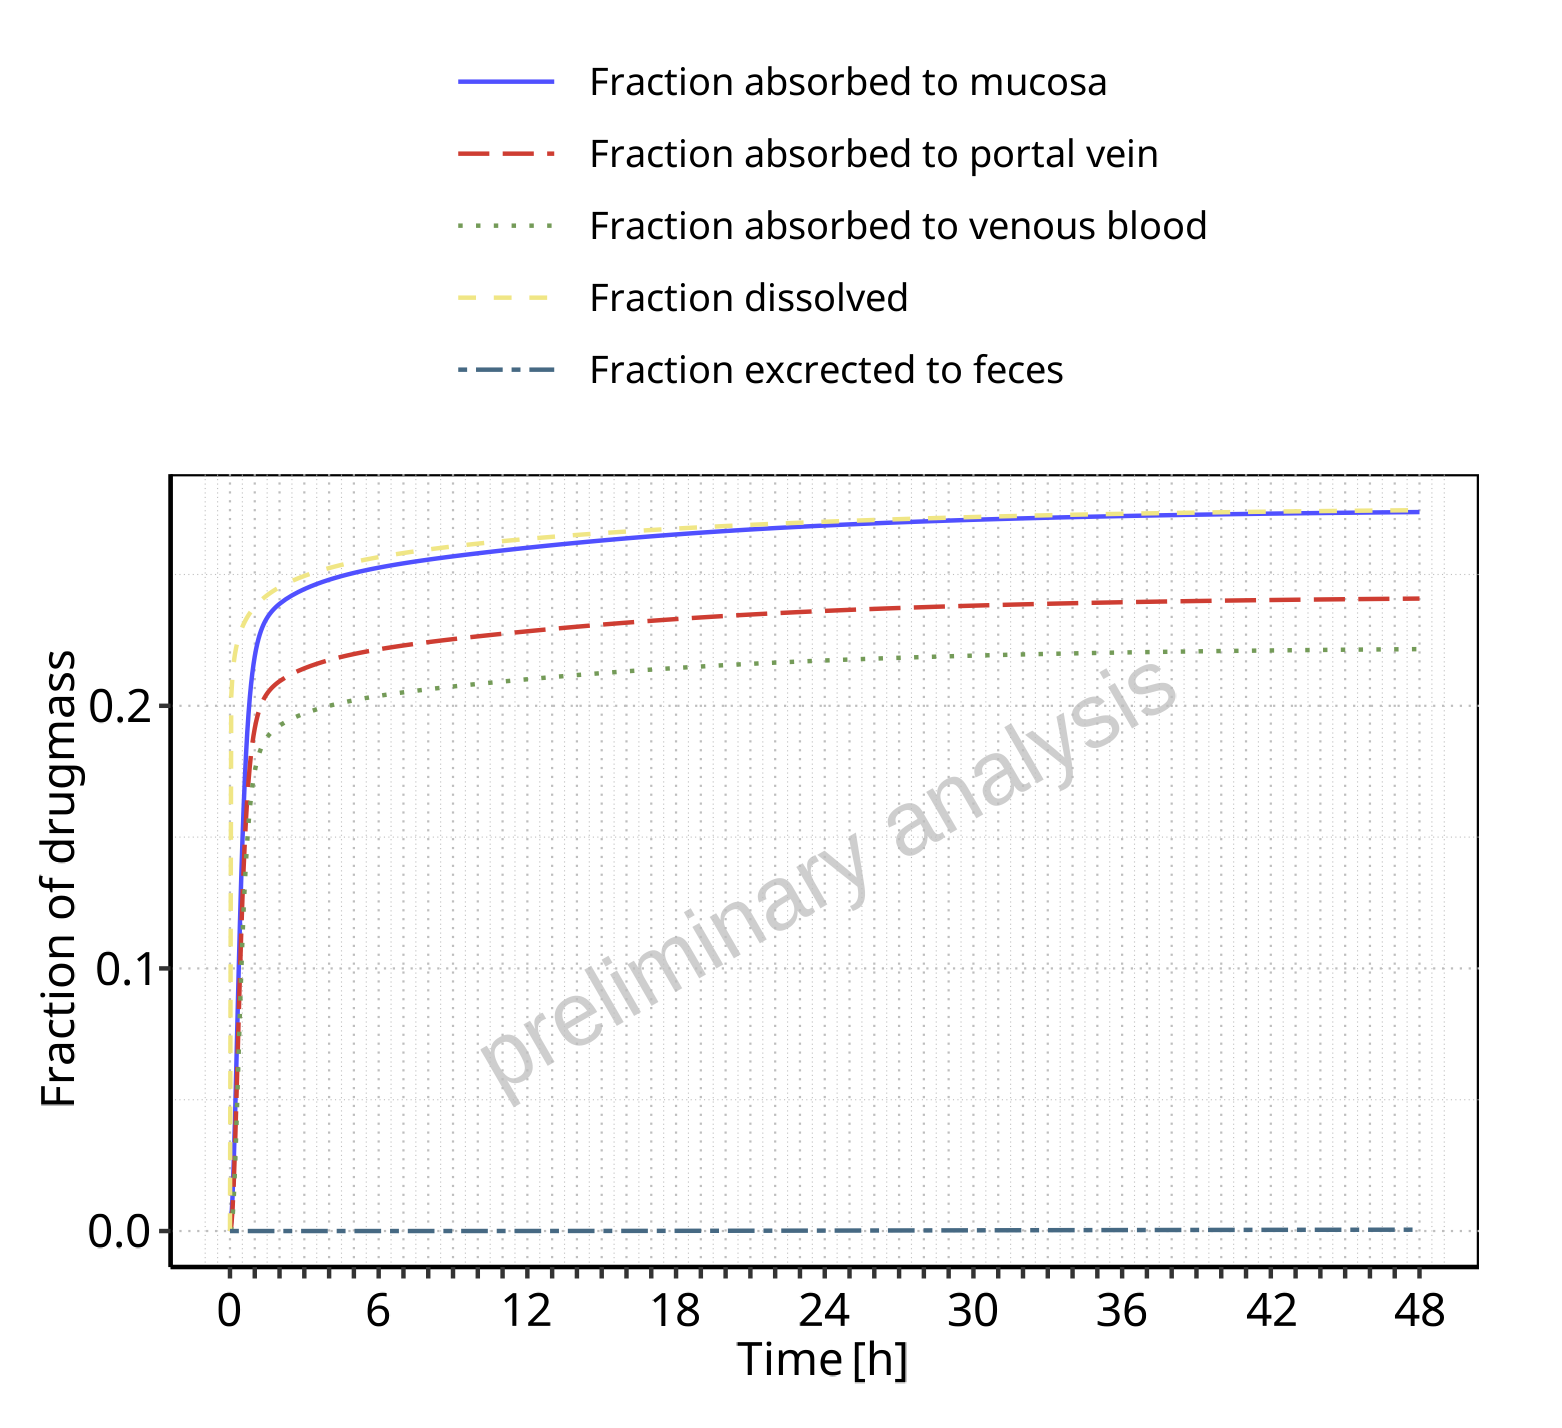 Fraction absorbed to mucosa
Fraction absorbed to portal vein
Fraction absorbed to venous blood
Fraction dissolved
Fraction excrected to feces
Fraction of drugmass
0.2
0.1
0.0
preliminary analysis
0 6 12 18 24 30 36 42 48
Time [h]